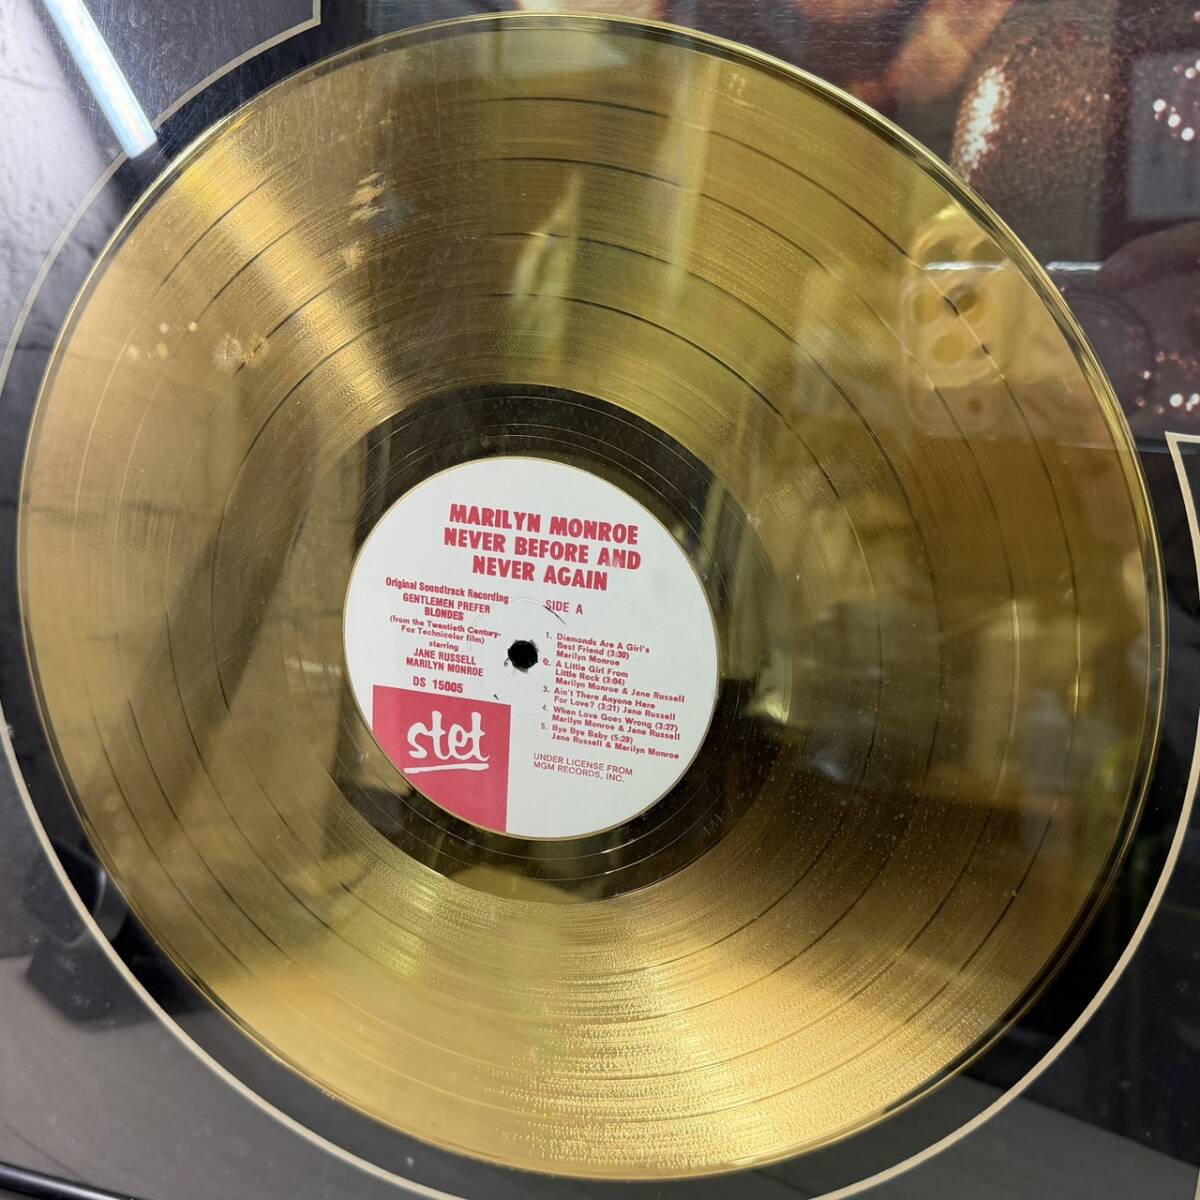 MARILYN MONROE
NEVER BEFORE AND
NEVER AGAIN
Original Soundtrack Recording
GENTLEMEN PREFER
BLONDES
(from the Twentieth Century-
Fox Technicolor film)
starring
JANE RUSSELL
MARILYN MONROE
DS 15005
stet
SIDE A
1. Diamonds Are A Girl's
Best Friend (3:30)
Marilyn Monroe
2. A Little Girl From
Little Rock (3:04)
Marilyn Monroe & Jane Russell
3. Ain't There Anyone Here
For Love? (3:21) Jane Russell
4. When Love Goes Wrong (3:27)
Marilyn Monroe & Jane Russell
5. Bye Bye Baby (5:29)
Jane Russell & Marilyn Monroe
UNDER LICENSE FROM
MGM RECORDS, INC.